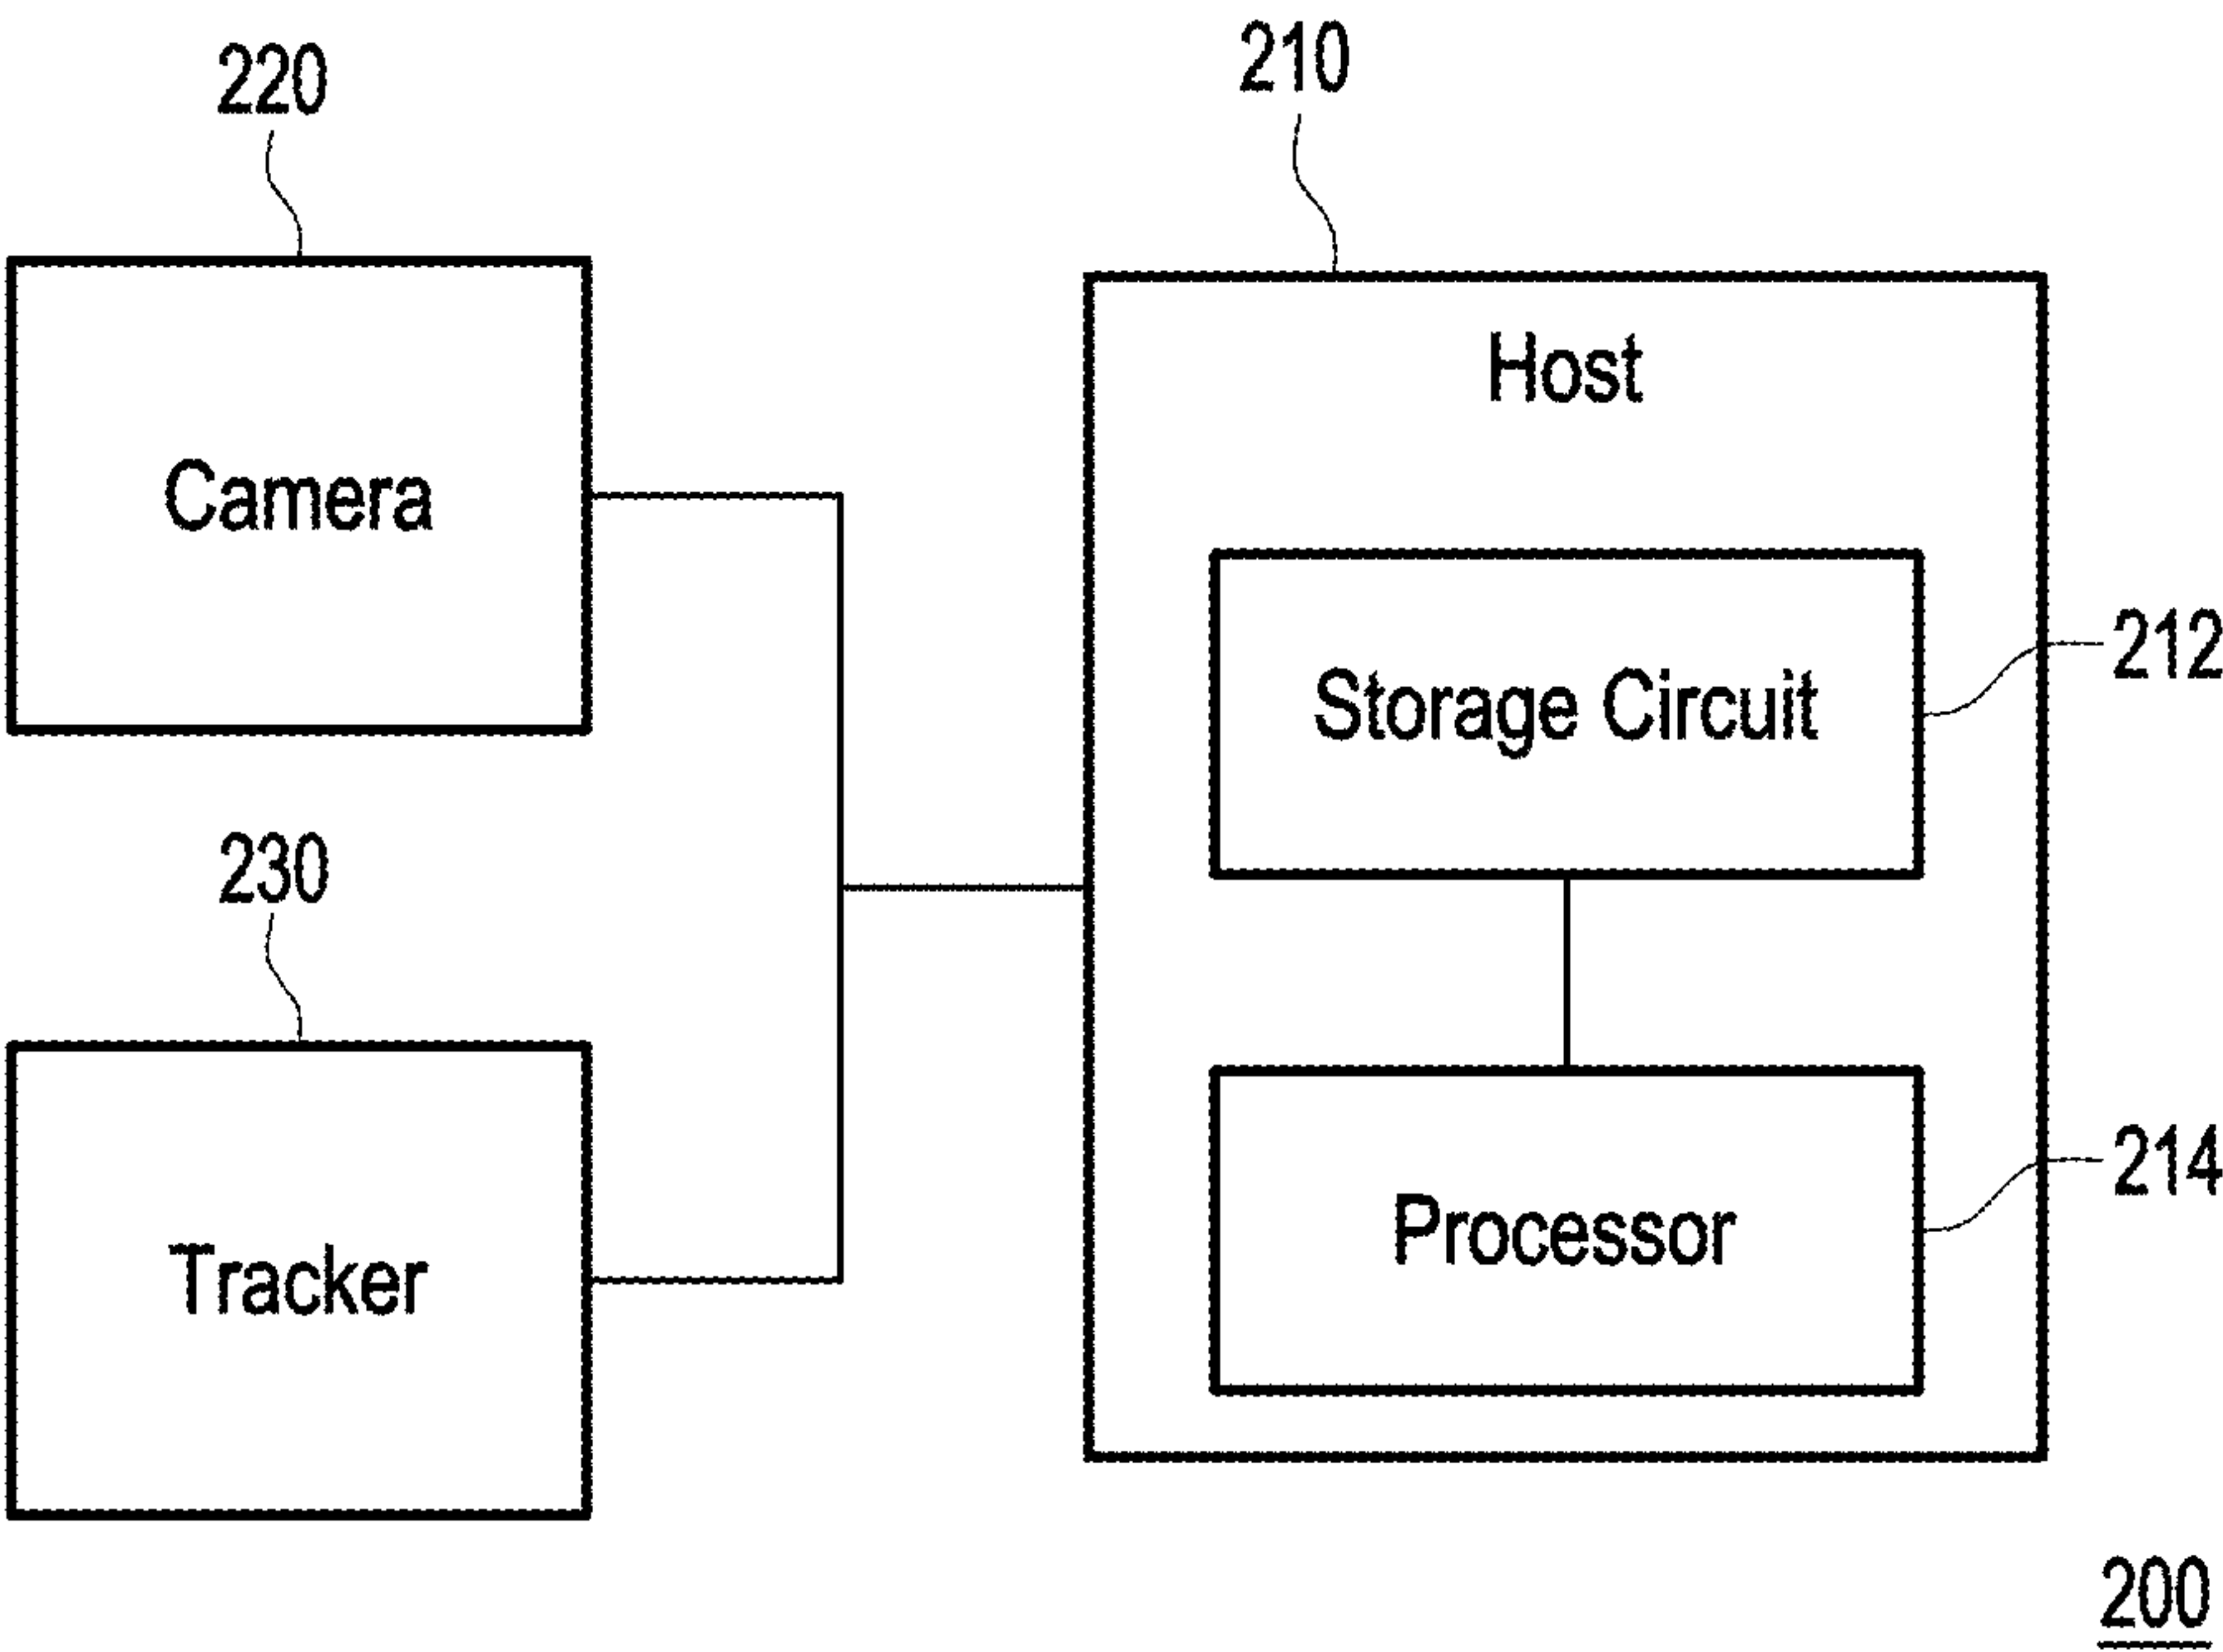 220
210
Host
Camera
Storage Circuit
212
230
Tracker
Processor
214
200